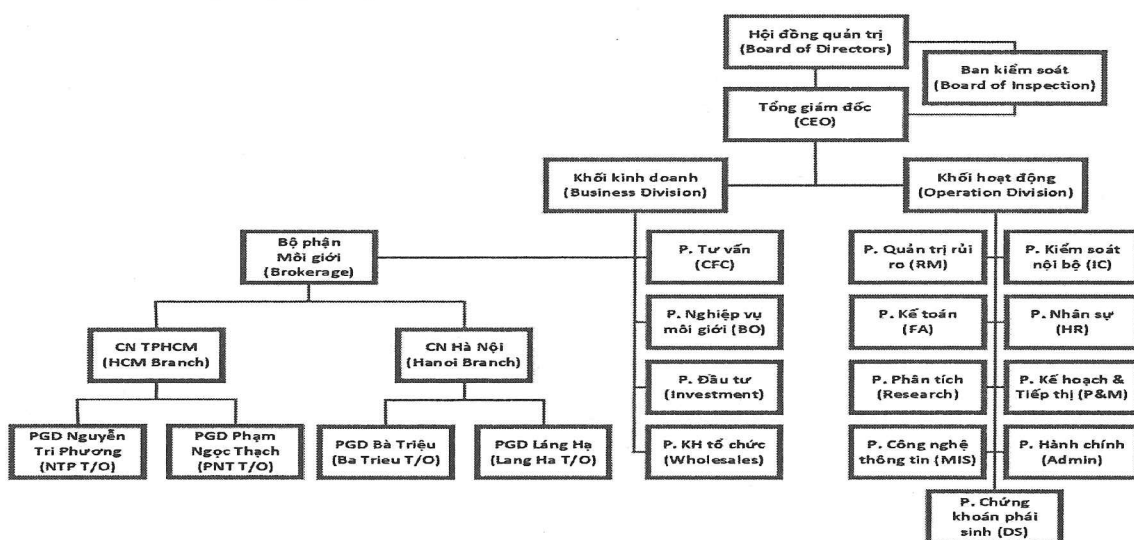 Hội đồng quản trị
(Board of Directors)
Ban kiểm soát
(Board of Inspection)
Tổng giám đốc
(CEO)
Khối kinh doanh
(Business Division)
Khối hoạt động
(Operation Division)
Bộ phận
Môi giới
(Brokerage)
P. Tư vấn
(CFC)
P. Quản trị rủi
ro (RM)
P. Kiểm soát
nội bộ (IC)
CN TPHCM
(HCM Branch)
CN Hà Nội
(Hanoi Branch)
P. Nghiệp vụ
môi giới (BO)
P. Kế toán
(FA)
P. Nhân sự
(HR)
P. Đầu tư
(Investment)
P. Phân tích
(Research)
P. Kế hoạch &
Tiếp thị (P&M)
PGD Nguyễn
Tri Phương
(NTP T/O)
PGD Phạm
Ngọc Thạch
(PNT T/O)
PGD Bà Triệu
(Ba Trieu T/O)
PGD Láng Hạ
(Lang Ha T/O)
P. KH tổ chức
(Wholesales)
P. Công nghệ
thông tin (MIS)
P. Hành chính
(Admin)
P. Chứng
khoán phái
sinh (DS)